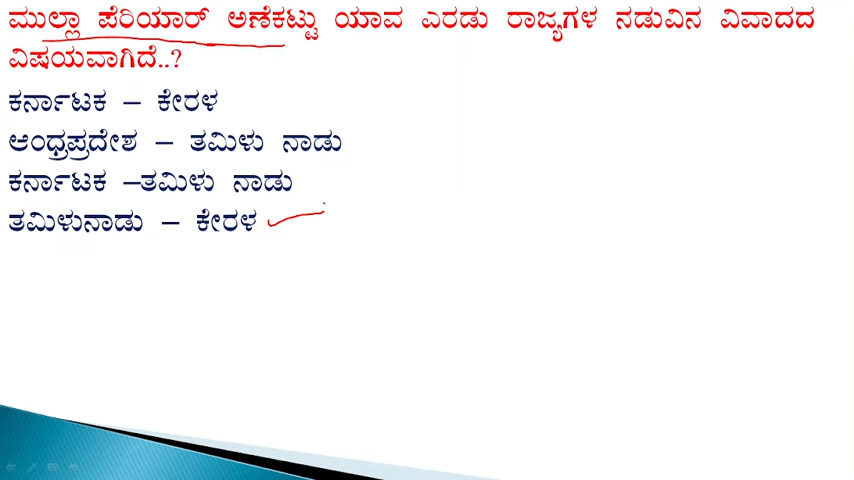 ಮುಲ್ಲಾ ಪೆರಿಯಾರ್ ಅಣೆಕಟ್ಟು ಯಾವ ಎರಡು ರಾಜ್ಯಗಳ ನಡುವಿನ ವಿವಾದದ
ವಿಷಯವಾಗಿದೆ..?
ಕರ್ನಾಟಕ – ಕೇರಳ
ಆಂಧ್ರಪ್ರದೇಶ – ತಮಿಳು ನಾಡು
ಕರ್ನಾಟಕ –ತಮಿಳು ನಾಡು
ತಮಿಳುನಾಡು – ಕೇರಳ